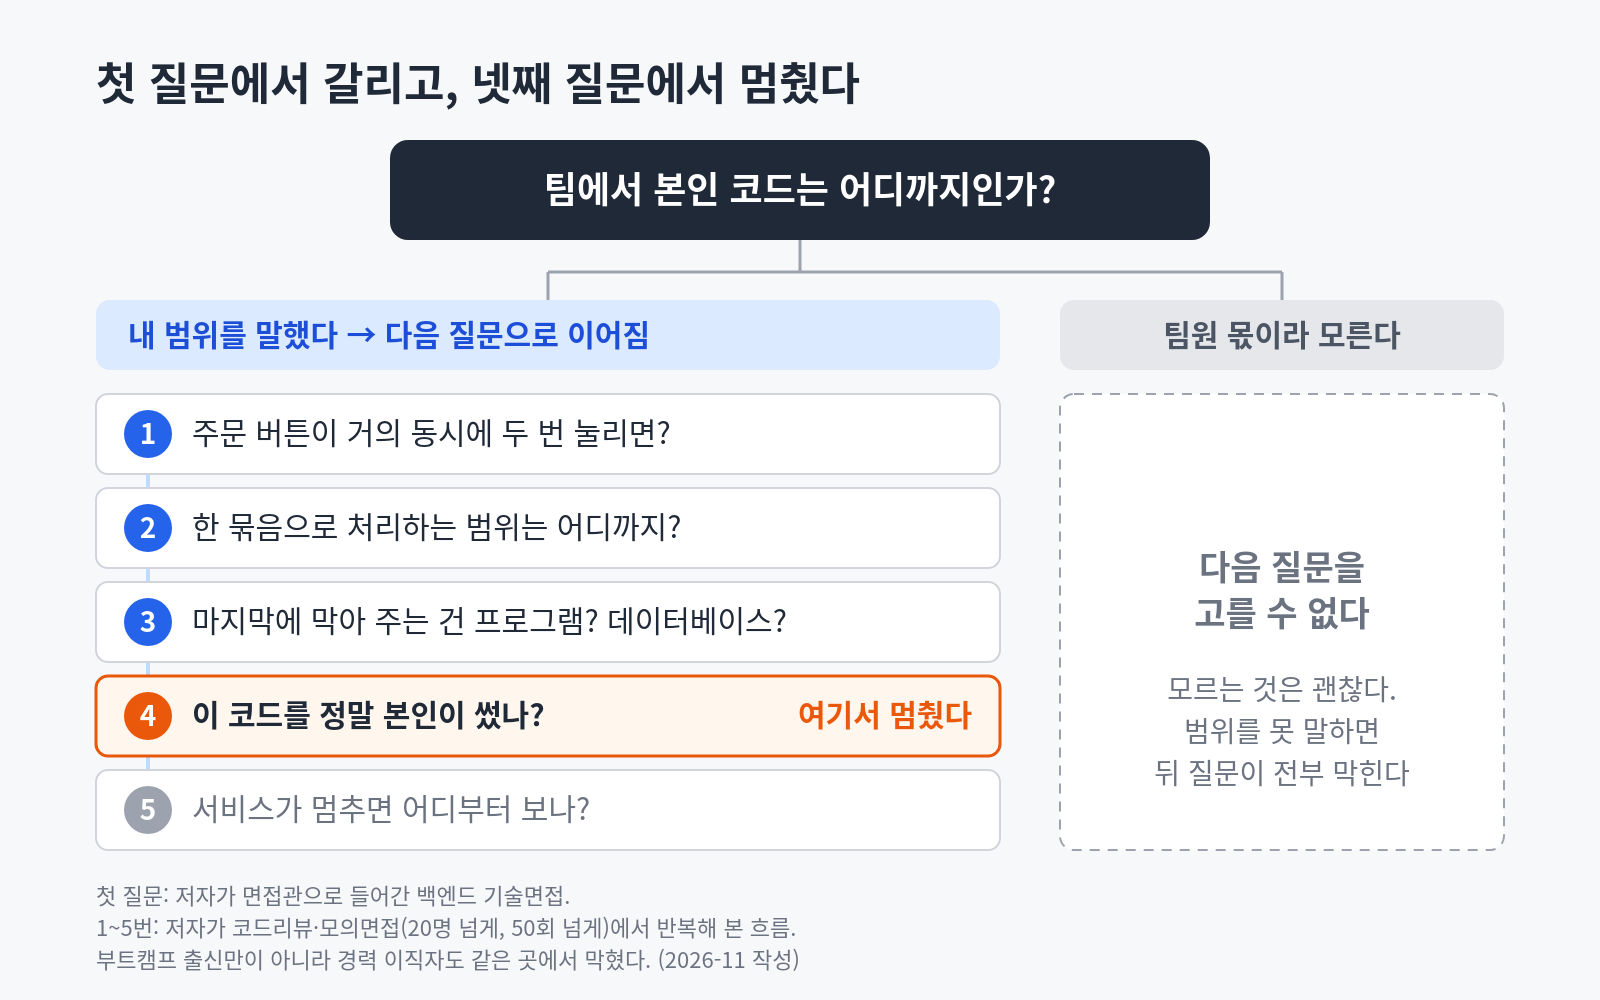 첫 질문에서 갈리고, 넷째 질문에서 멈췄다
팀에서 본인 코드는 어디까지인가?
내 범위를 말했다 → 다음 질문으로 이어짐
1 주문 버튼이 거의 동시에 두 번 눌리면?
2 한 묶음으로 처리하는 범위는 어디까지?
3 마지막에 막아 주는 건 프로그램? 데이터베이스?
4 이 코드를 정말 본인이 썼나? 여기서 멈췄다
5 서비스가 멈추면 어디부터 보나?
팀원 몫이라 모른다
다음 질문을
고를 수 없다
모르는 것은 괜찮다.
범위를 못 말하면
뒤 질문이 전부 막힌다
첫 질문: 저자가 면접관으로 들어간 백엔드 기술면접.
1~5번: 저자가 코드리뷰·모의면접(20명 넘게, 50회 넘게)에서 반복해 본 흐름.
부트캠프 출신만이 아니라 경력 이직자도 같은 곳에서 막혔다. (2026-11 작성)